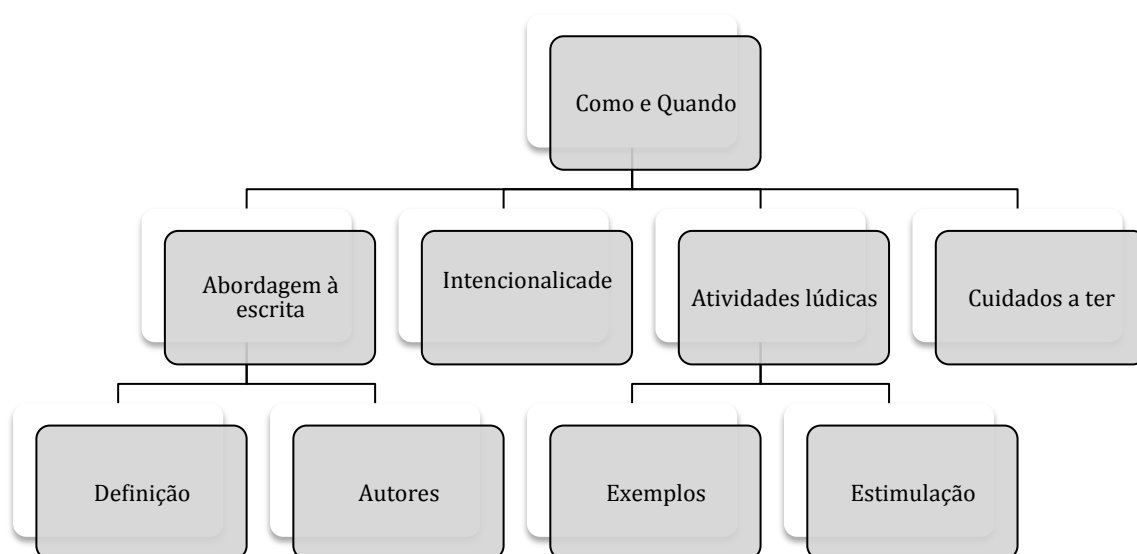 Como e Quando
Abordagem à
escrita
Intencionalicade
Atividades lúdicas
Cuidados a ter
Definição
Autores
Exemplos
Estimulação